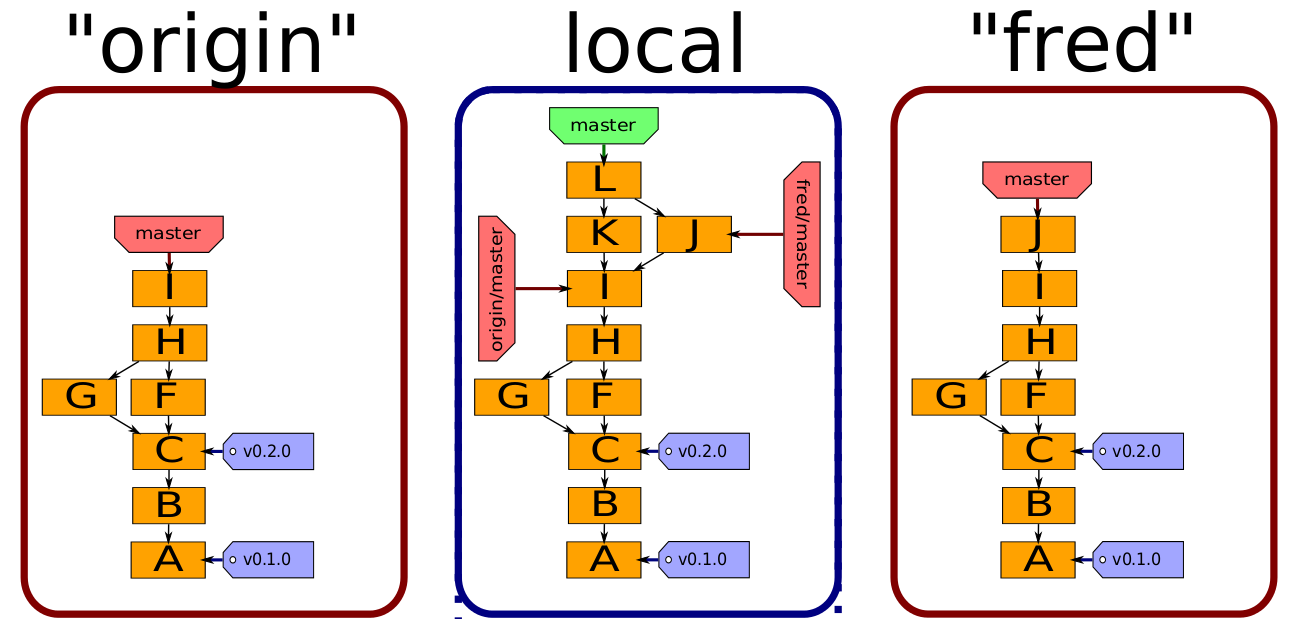 "origin"
master
I
H
G F
C v0.2.0
B
A v0.1.0
local
master
L
K J
fred/master
origin/master
I
H
G F
C v0.2.0
B
A v0.1.0
"fred"
master
J
I
H
G F
C v0.2.0
B
A v0.1.0